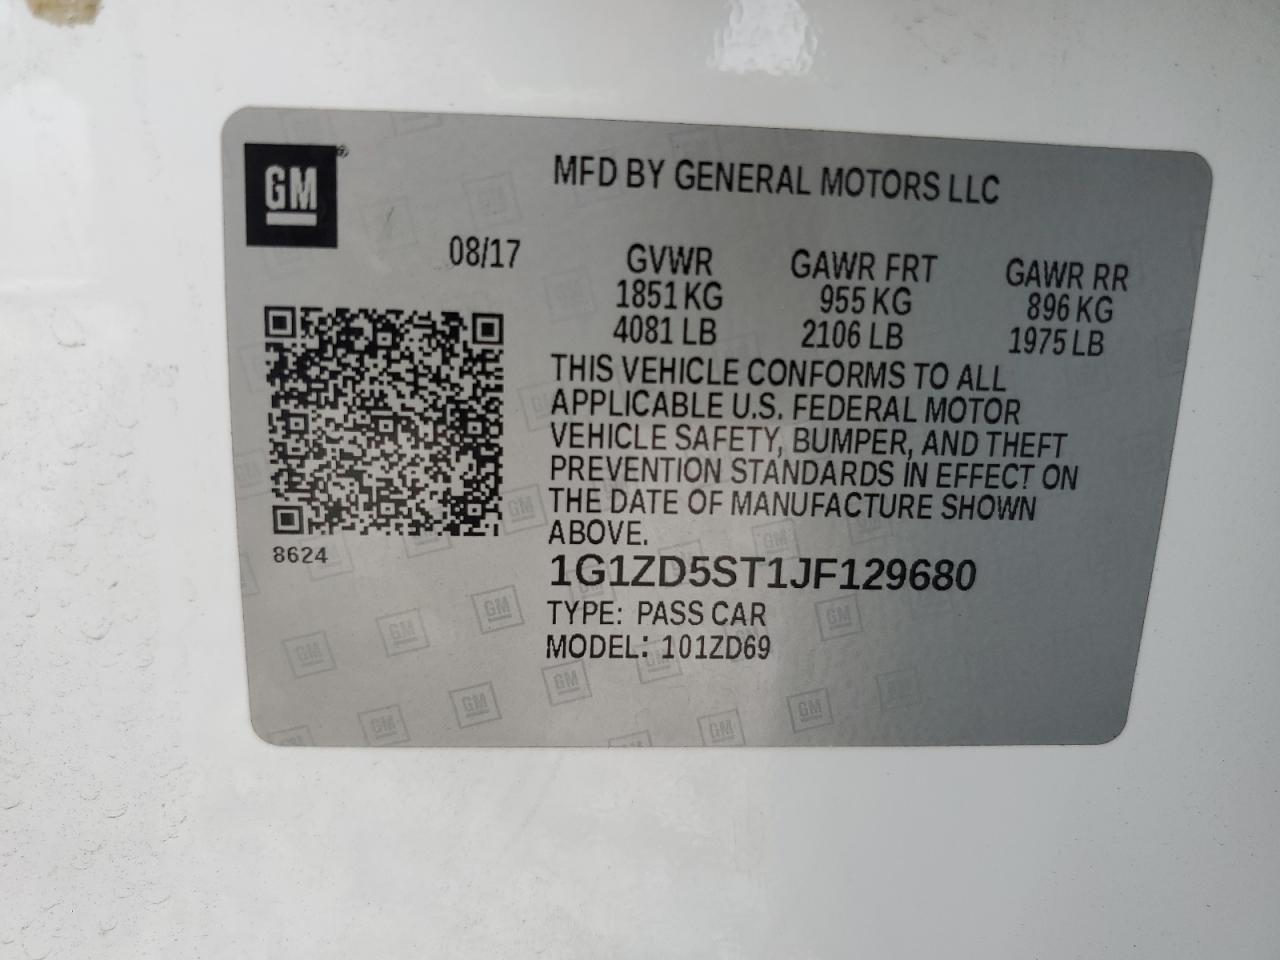 GM
MFD BY GENERAL MOTORS LLC
08/17
GVWR GAWR FRT GAWR RR
1851 KG 955 KG 896 KG
4081 LB 2106 LB 1975 LB
THIS VEHICLE CONFORMS TO ALL
APPLICABLE U.S. FEDERAL MOTOR
VEHICLE SAFETY, BUMPER, AND THEFT
PREVENTION STANDARDS IN EFFECT ON
THE DATE OF MANUFACTURE SHOWN
ABOVE.
8624
1G1ZD5ST1JF129680
TYPE: PASS CAR
MODEL: 101ZD69